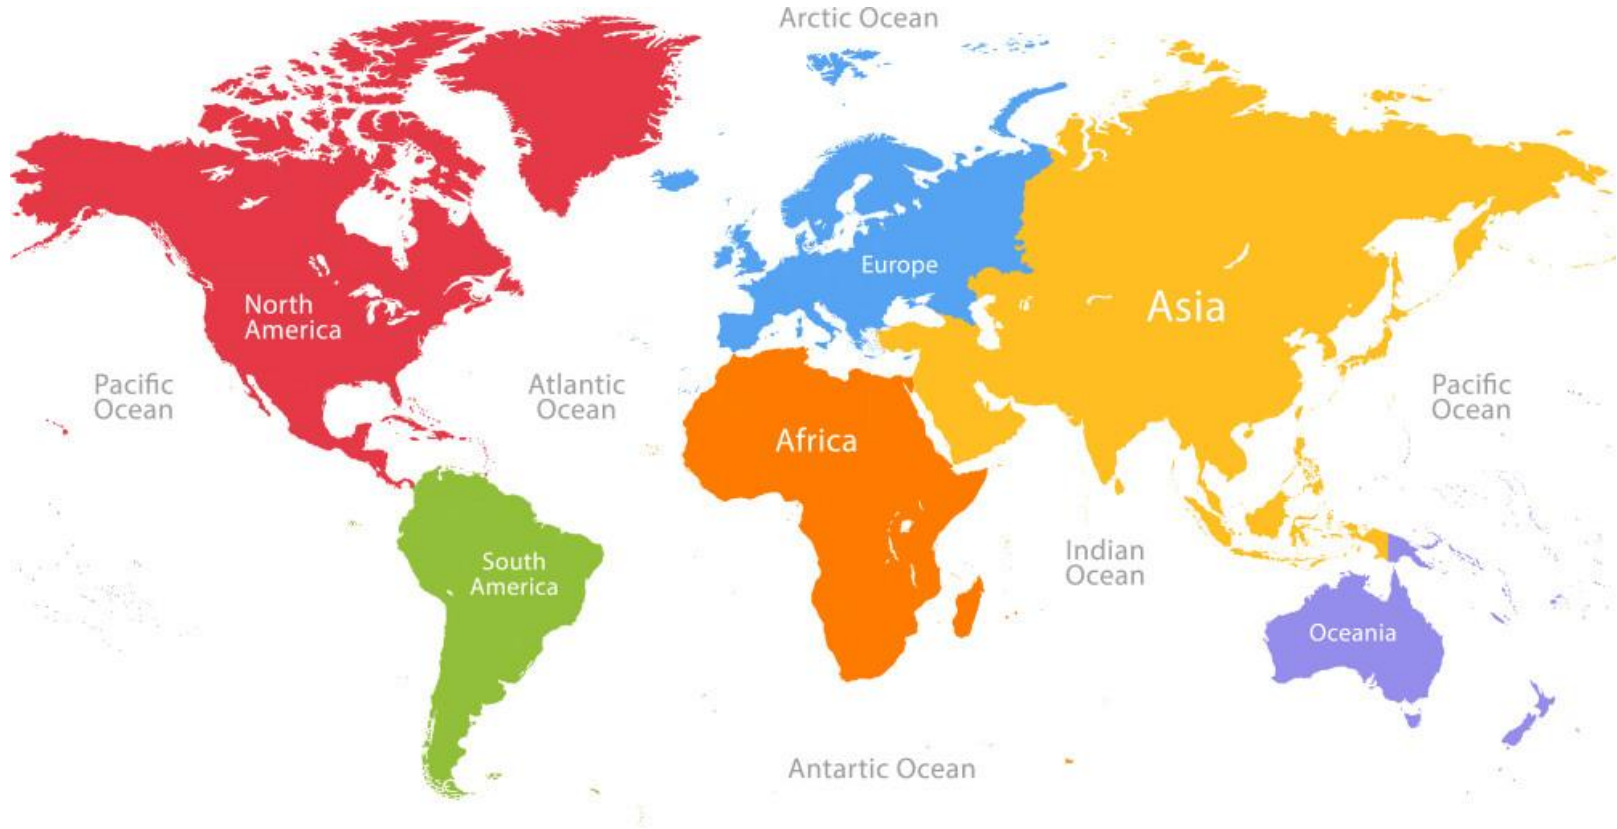 Arctic Ocean
Europe
North
America
Asia
Pacific
Ocean
Atlantic
Ocean
Pacific
Ocean
Africa
South
America
Indian
Ocean
Oceania
Antartic Ocean